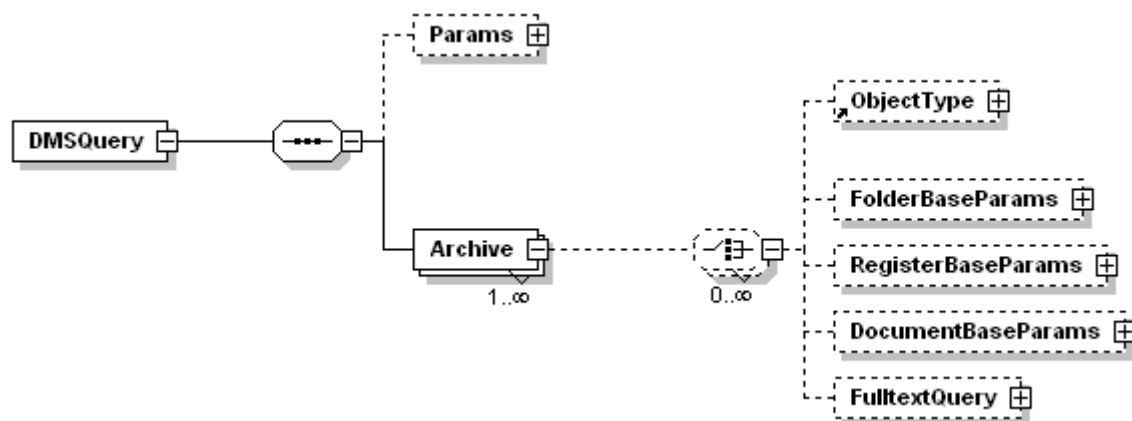 Params
ObjectType
DMSQuery
FolderBaseParams
Archive
RegisterBaseParams
1..∞
0..∞
DocumentBaseParams
FulltextQuery